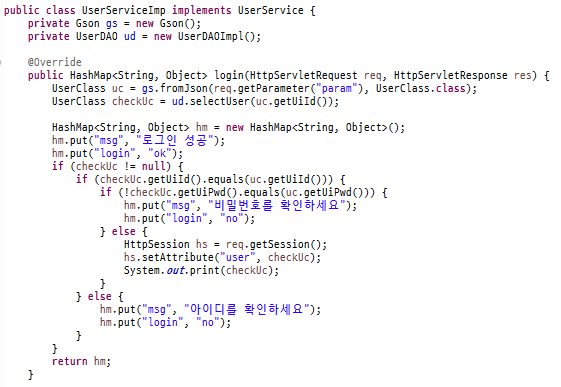 public class UserServiceImp implements UserService {
    private Gson gs = new Gson();
    private UserDAO ud = new UserDAOImpl();

    @Override
    public HashMap<String, Object> login(HttpServletRequest req, HttpServletResponse res) {
        UserClass uc = gs.fromJson(req.getParameter("param"), UserClass.class);
        UserClass checkUc = ud.selectUser(uc.getUiId());

        HashMap<String, Object> hm = new HashMap<String, Object>();
        hm.put("msg", "로그인 성공");
        hm.put("login", "ok");
        if (checkUc != null) {
            if (checkUc.getUiId().equals(uc.getUiId())) {
                if (!checkUc.getUiPwd().equals(uc.getUiPwd())) {
                    hm.put("msg", "비밀번호를 확인하세요");
                    hm.put("login", "no");
                } else {
                    HttpSession hs = req.getSession();
                    hs.setAttribute("user", checkUc);
                    System.out.print(checkUc);
                }
            } else {
                hm.put("msg", "아이디를 확인하세요");
                hm.put("login", "no");
            }
        }
        return hm;
    }